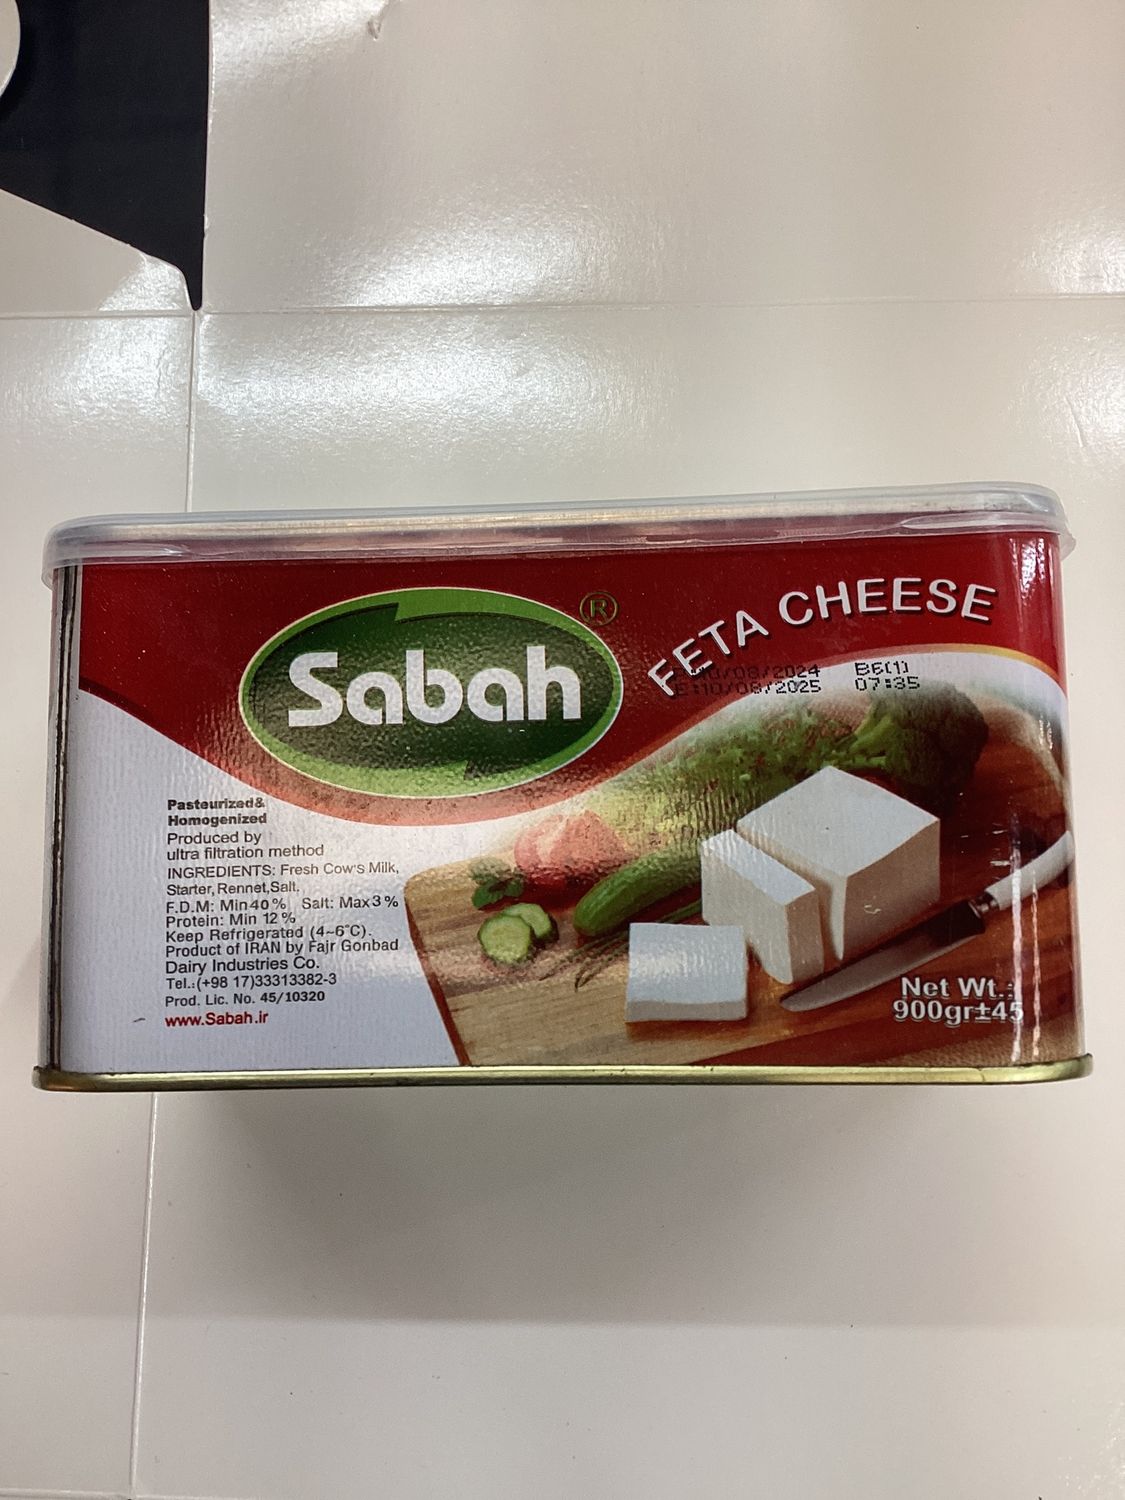 Sabah
®
FETA CHEESE
P:10/08/2024 B6(1)
E:10/08/2025 07:35
Pasteurized&
Homogenized
Produced by
ultra filtration method
INGREDIENTS: Fresh Cow's Milk,
Starter, Rennet, Salt.
F.D.M: Min 40 % Salt: Max 3 %
Protein: Min 12 %
Keep Refrigerated (4~6°C).
Product of IRAN by Fajr Gonbad
Dairy Industries Co.
Tel.:(+98 17)33313382-3
Prod. Lic. No. 45/10320
www.Sabah.ir
Net Wt.:
900gr±45